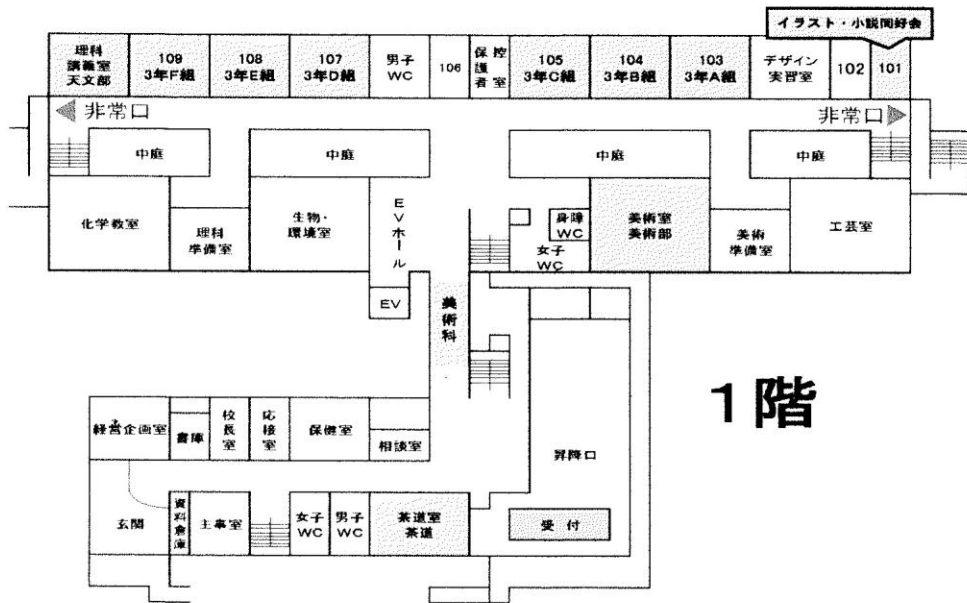 イラスト・小説同好会
理科
講義室
天文部
109
3年F組
108
3年E組
107
3年D組
男子
WC
106
保護者
控室
105
3年C組
104
3年B組
103
3年A組
デザイン
実習室
102
101
非常口
非常口
中庭
中庭
中庭
中庭
化学教室
理科
準備室
生物・
環境室
EVホール
身障
WC
女子
WC
美術室
美術部
美術
準備室
工芸室
EV
美術科
1階
経営企画室
書庫
校長室
応接室
保健室
相談室
昇降口
玄関
資料倉庫
主事室
女子
WC
男子
WC
茶道室
茶道
受付